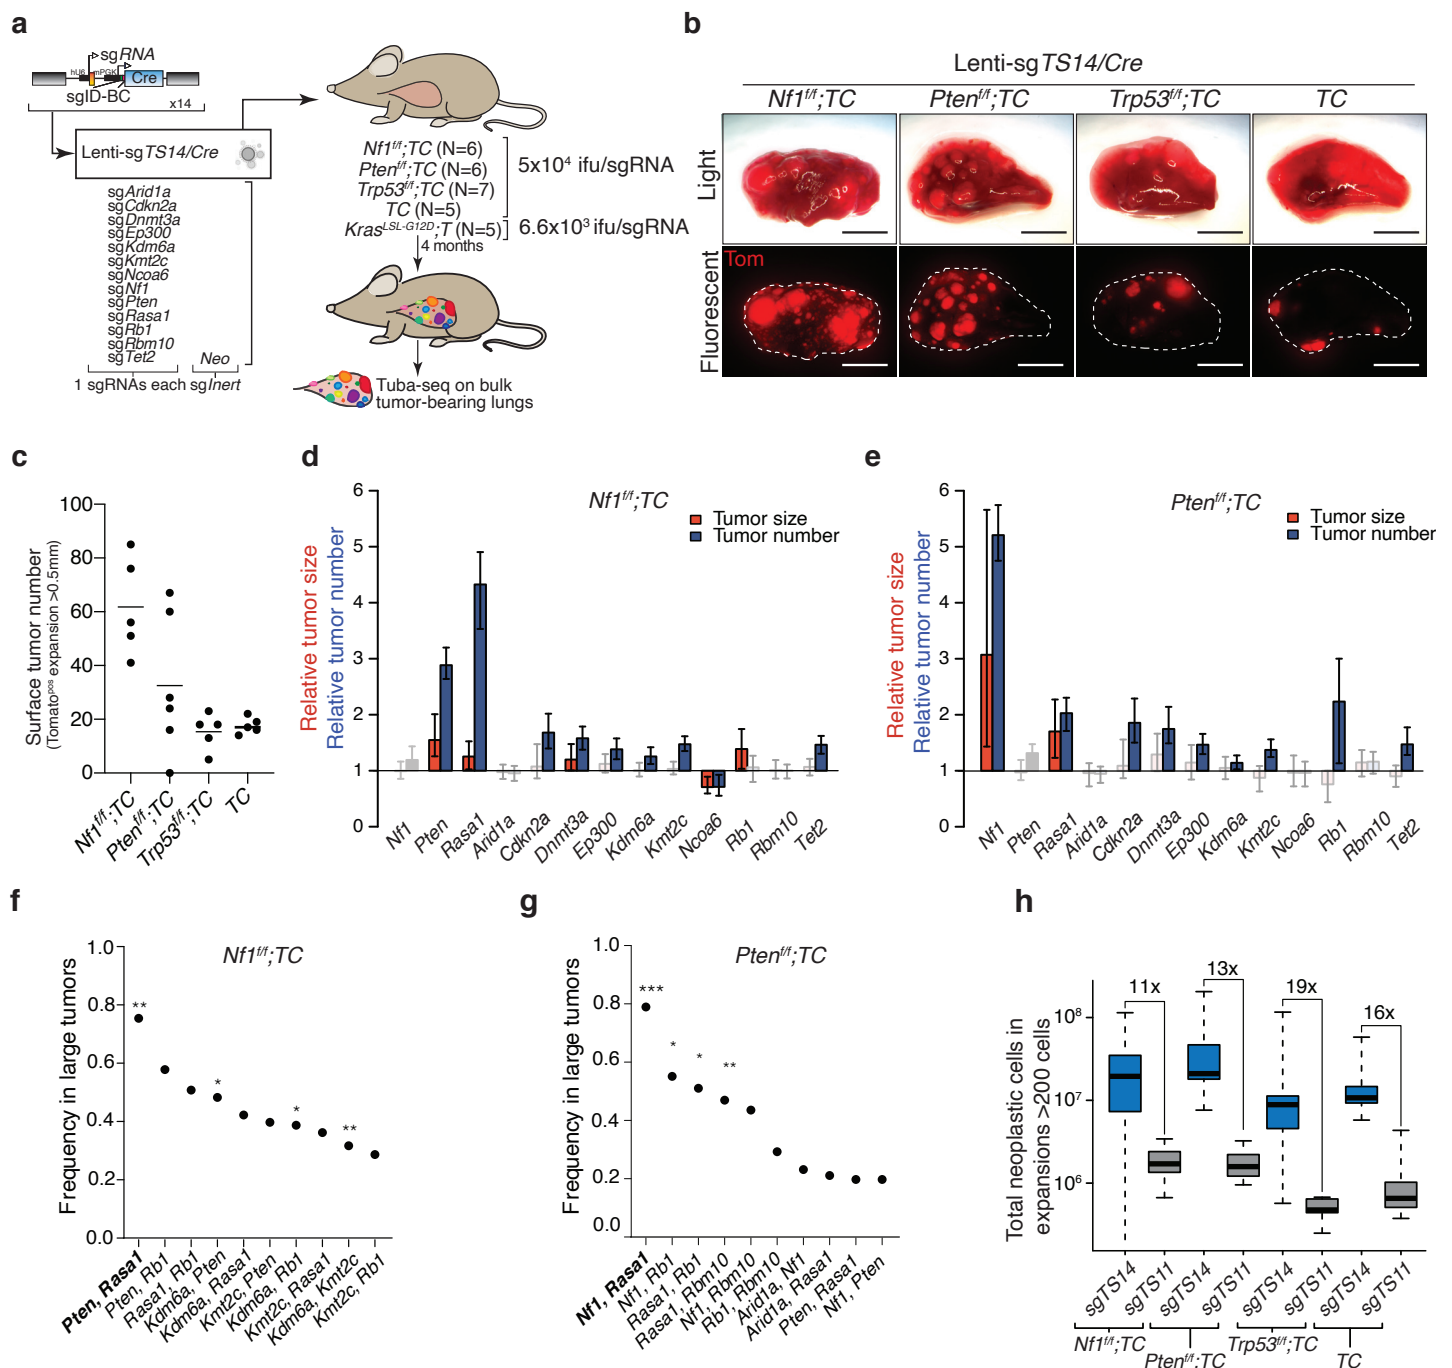 a
sgRNA
hU6
mPGK
Cre
sgID-BC
x14
Lenti-sgTS14/Cre
sgArid1a
sgCdkn2a
sgDnmt3a
sgEp300
sgKdm6a
sgKmt2c
sgNcoa6
sgNf1
sgPten
sgRasa1
sgRb1
sgRbm10
sgTet2
Neo
1 sgRNAs each
sgInert
Nf1f/f;TC (N=6)
Ptenf/f;TC (N=6)
Trp53f/f;TC (N=7)
TC (N=5)
KrasLSL-G12D;T (N=5)
5x10⁴ ifu/sgRNA
6.6x10³ ifu/sgRNA
4 months
Tuba-seq on bulk
tumor-bearing lungs
b
Lenti-sgTS14/Cre
Nf1f/f;TC
Ptenf/f;TC
Trp53f/f;TC
TC
Light
Fluorescent
Tom
c
Surface tumor number
(Tomatopos expansion >0.5mm)
100
80
60
40
20
0
Nf1f/f;TC
Ptenf/f;TC
Trp53f/f;TC
TC
d
Nf1f/f;TC
Tumor size
Tumor number
Relative tumor size
Relative tumor number
6
5
4
3
2
1
0
Nf1
Pten
Rasa1
Arid1a
Cdkn2a
Dnmt3a
Ep300
Kdm6a
Kmt2c
Ncoa6
Rb1
Rbm10
Tet2
e
Ptenf/f;TC
Tumor size
Tumor number
Relative tumor size
Relative tumor number
6
5
4
3
2
1
0
Nf1
Pten
Rasa1
Arid1a
Cdkn2a
Dnmt3a
Ep300
Kdm6a
Kmt2c
Ncoa6
Rb1
Rbm10
Tet2
f
Nf1f/f;TC
Frequency in large tumors
1.0
0.8
0.6
0.4
0.2
0.0
**
*
*
**
Pten, Rasa1
Pten, Rb1
Rasa1, Rb1
Kdm6a, Pten
Kdm6a, Rasa1
Kmt2c, Pten
Kdm6a, Rb1
Kmt2c, Rasa1
Kdm6a, Kmt2c
Kmt2c, Rb1
g
Ptenf/f;TC
Frequency in large tumors
1.0
0.8
0.6
0.4
0.2
0.0
***
*
*
**
Nf1, Rasa1
Nf1, Rb1
Rasa1, Rb1
Rasa1, Rbm10
Nf1, Rbm10
Rb1, Rbm10
Arid1a, Nf1
Arid1a, Rasa1
Pten, Rasa1
Nf1, Pten
h
Total neoplastic cells in
expansions >200 cells
10⁸
10⁷
10⁶
11x
13x
19x
16x
sgTS14
sgTS11
sgTS14
sgTS11
sgTS14
sgTS11
sgTS14
sgTS11
Nf1f/f;TC
Ptenf/f;TC
Trp53f/f;TC
TC